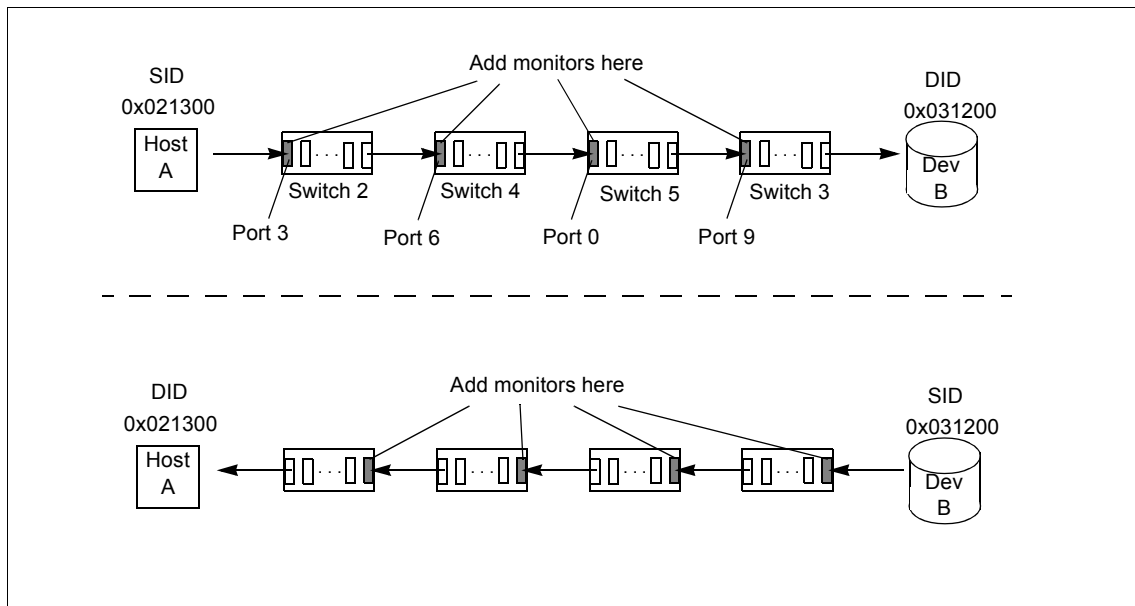 Add monitors here
SID
0x021300
DID
0x031200
Host
A
Dev
B
Switch 2
Switch 4
Switch 5
Switch 3
Port 3
Port 6
Port 0
Port 9
Add monitors here
DID
0x021300
SID
0x031200
Host
A
Dev
B